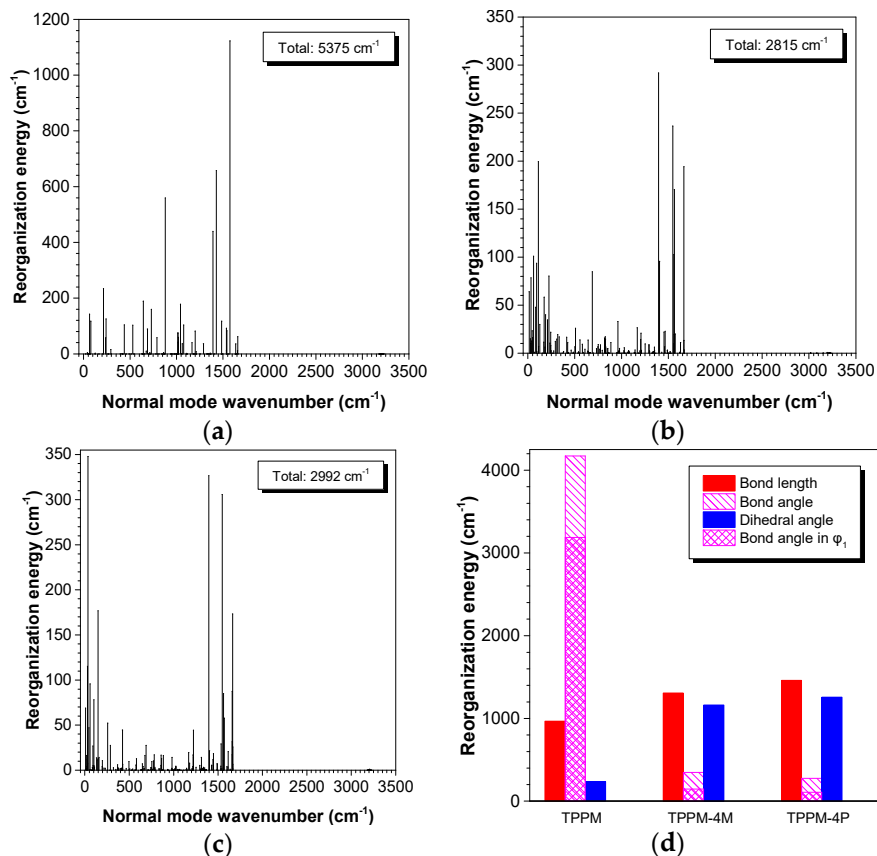 1200
1000
800
600
400
200
0
Reorganization energy (cm⁻¹)
Total: 5375 cm⁻¹
0 500 1000 1500 2000 2500 3000 3500
Normal mode wavenumber (cm⁻¹)
(a)
350
300
250
200
150
100
50
0
Reorganization energy (cm⁻¹)
Total: 2815 cm⁻¹
0 500 1000 1500 2000 2500 3000 3500
Normal mode wavenumber (cm⁻¹)
(b)
350
300
250
200
150
100
50
0
Reorganization energy (cm⁻¹)
Total: 2992 cm⁻¹
0 500 1000 1500 2000 2500 3000 3500
Normal mode wavenumber (cm⁻¹)
(c)
4000
3000
2000
1000
0
Reorganization energy (cm⁻¹)
Bond length
Bond angle
Dihedral angle
Bond angle in φ₁
TPPM TPPM-4M TPPM-4P
(d)